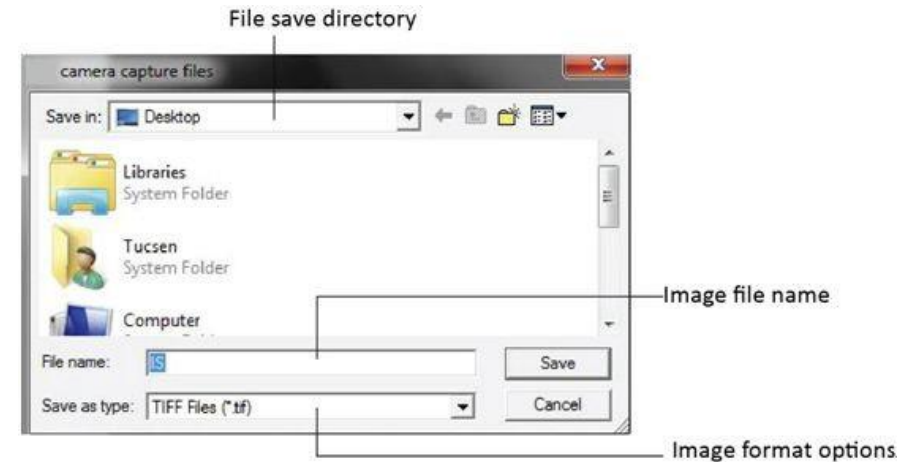 File save directory
camera capture files
Save in: Desktop
Libraries
System Folder
Tucsen
System Folder
Computer
Image file name
File name: IS
Save
Save as type: TIFF Files (*.tif)
Cancel
Image format options